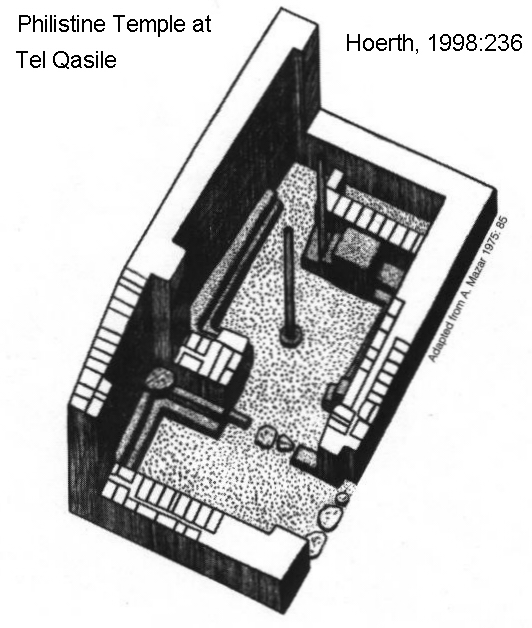 Philistine Temple at
Tel Qasile
Hoerth, 1998:236
Adapted from A. Mazar 1975: 85